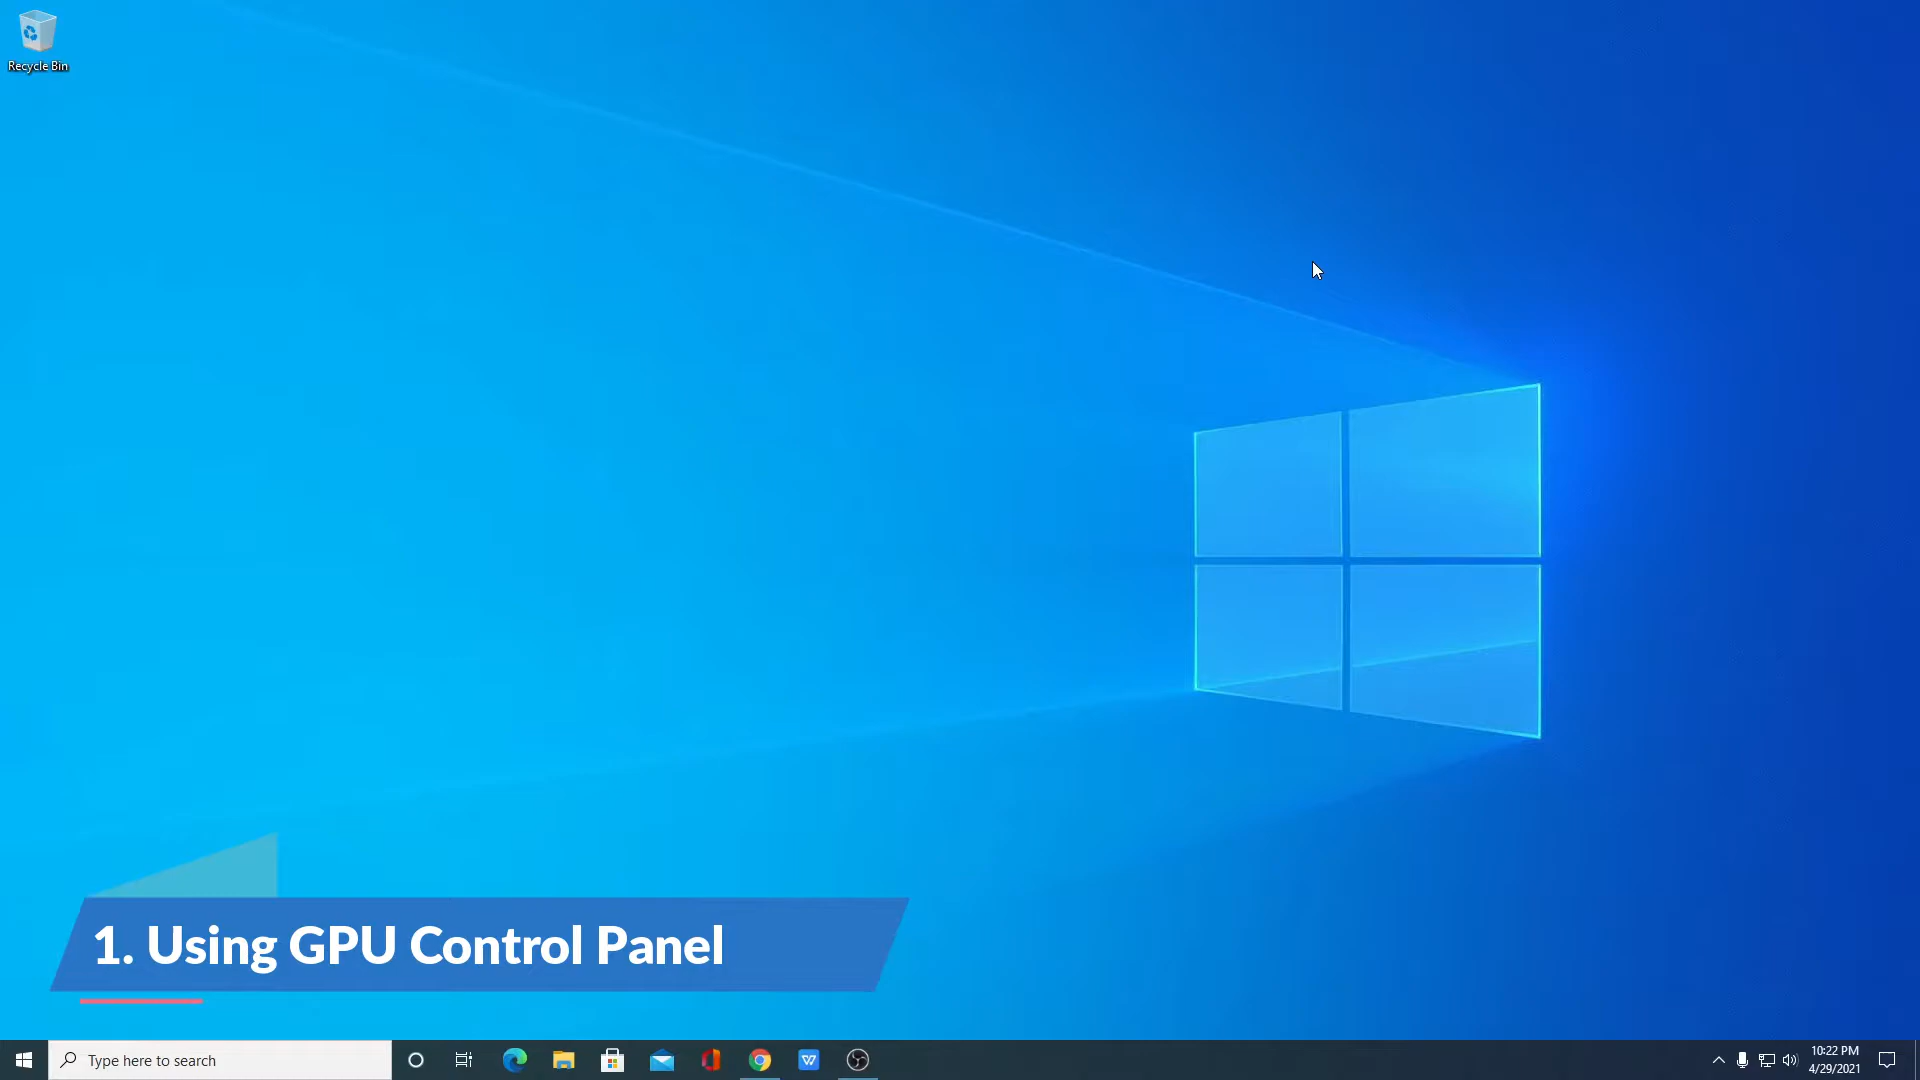 Recycle Bin
1. Using GPU Control Panel
Type here to search
10:22 PM
4/29/2021